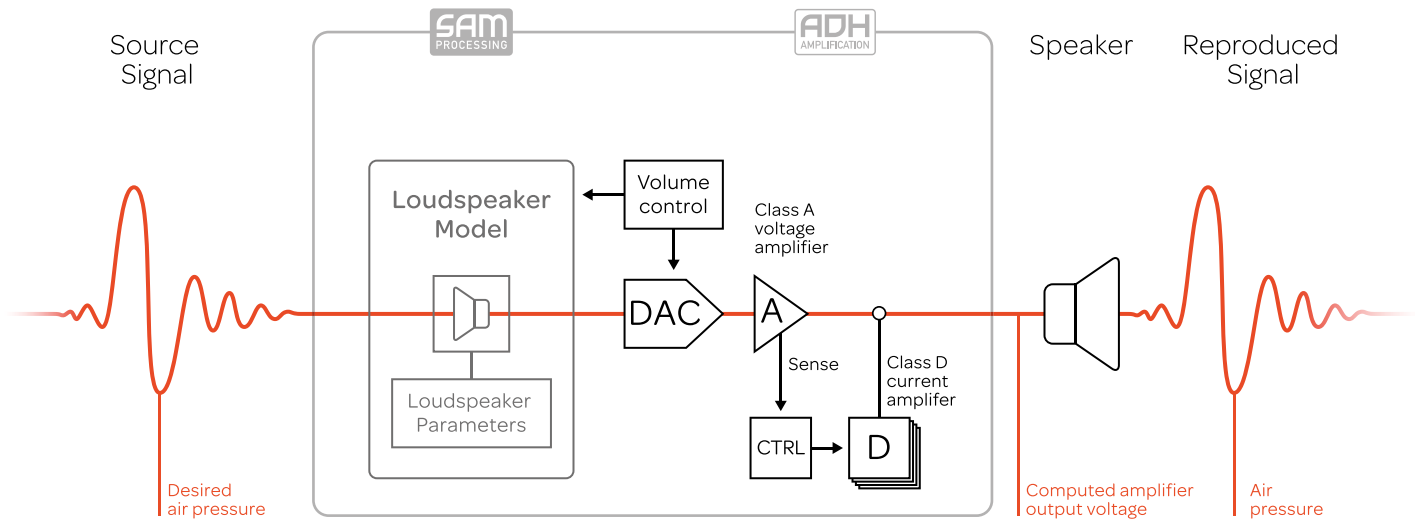 Source
Signal
SAM
PROCESSING
ADH
AMPLIFICATION
Speaker
Reproduced
Signal
Loudspeaker
Model
Volume
control
Class A
voltage
amplifier
DAC
A
Sense
Class D
current
amplifer
Loudspeaker
Parameters
CTRL
D
Desired
air pressure
Computed amplifier
output voltage
Air
pressure